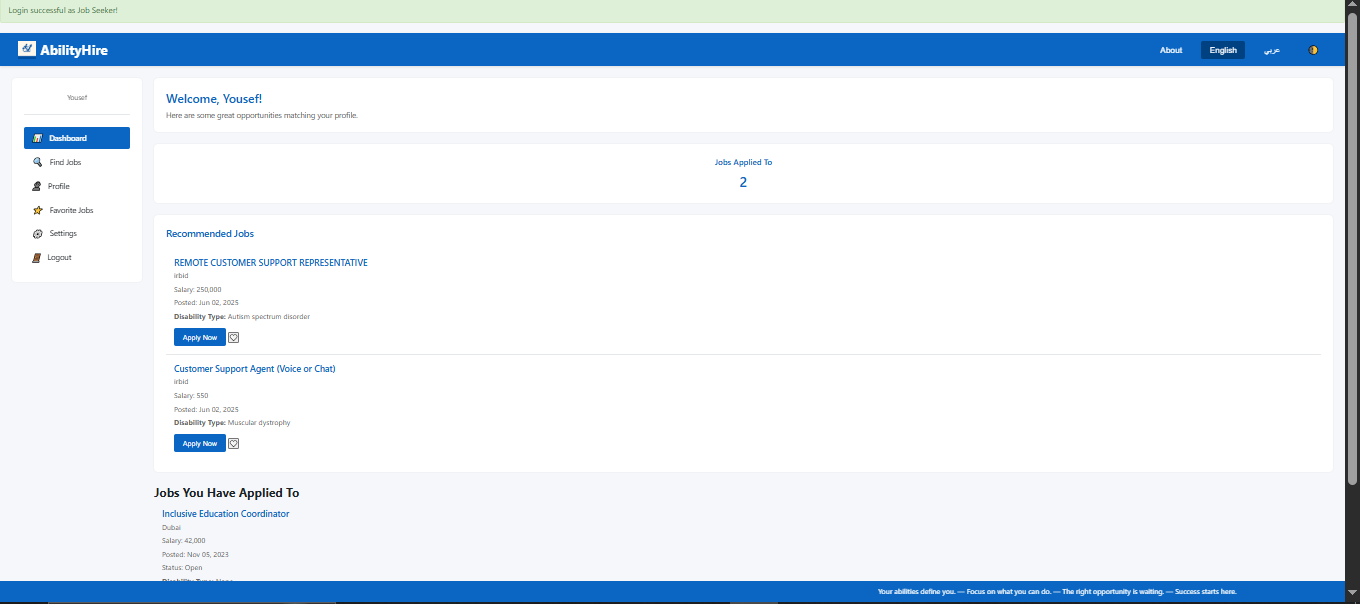 Login successful as Job Seeker!
AbilityHire
About
English
عربي
Yousef
Dashboard
Find Jobs
Profile
Favorite Jobs
Settings
Logout
Welcome, Yousef!
Here are some great opportunities matching your profile.
Jobs Applied To
2
Recommended Jobs
REMOTE CUSTOMER SUPPORT REPRESENTATIVE
irbid
Salary: 250,000
Posted: Jun 02, 2025
Disability Type: Autism spectrum disorder
Apply Now
Customer Support Agent (Voice or Chat)
irbid
Salary: 550
Posted: Jun 02, 2025
Disability Type: Muscular dystrophy
Apply Now
Jobs You Have Applied To
Inclusive Education Coordinator
Dubai
Salary: 42,000
Posted: Nov 05, 2023
Status: Open
Your abilities define you. — Focus on what you can do. — The right opportunity is waiting. — Success starts here.